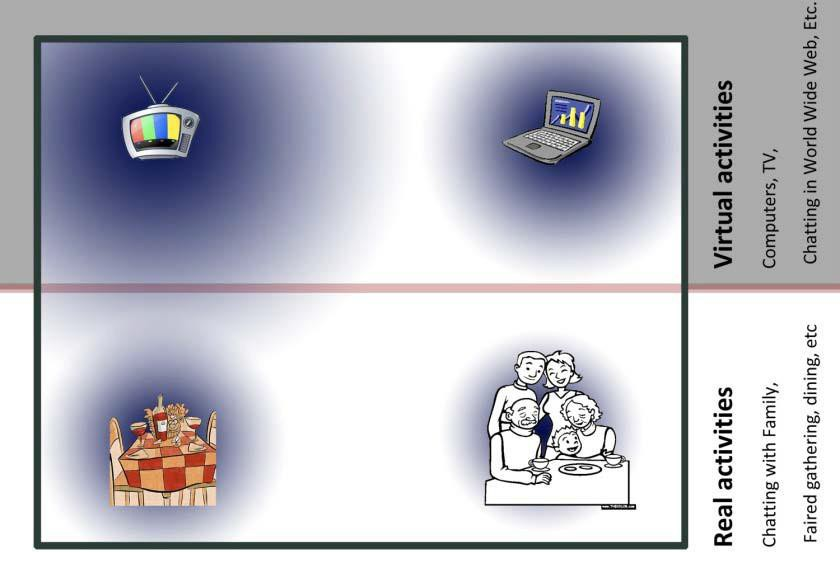 Virtual activities
Computers, TV,
Chatting in World Wide Web, Etc.
Real activities
Chatting with Family,
Faired gathering, dining, etc